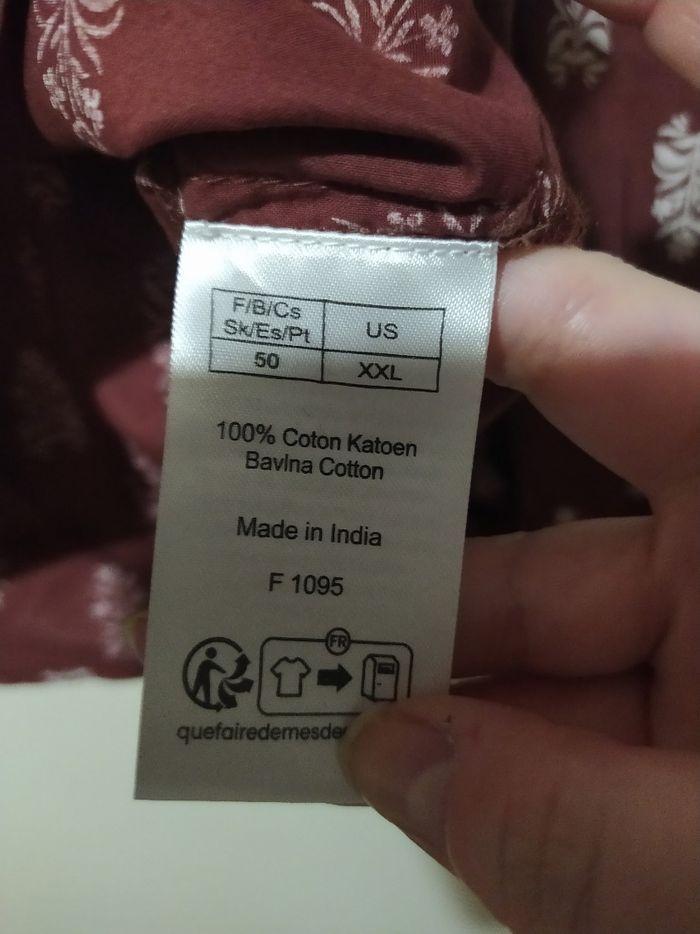 F/B/Cs
Sk/Es/Pt
US
50
XXL
100% Coton Katoen
Bavlna Cotton
Made in India
F 1095
FR